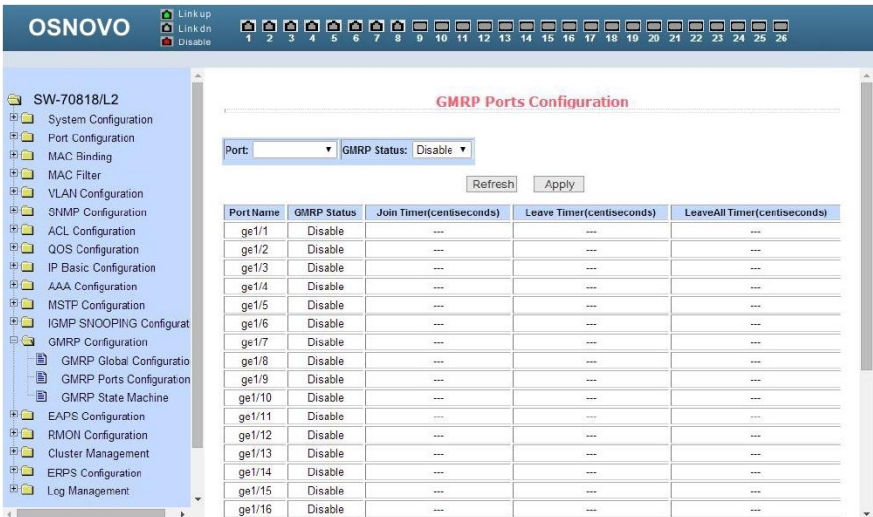 OSNOVO
Link up
Link dn
Disable
1 2 3 4 5 6 7 8 9 10 11 12 13 14 15 16 17 18 19 20 21 22 23 24 25 26
SW-70818/L2
System Configuration
Port Configuration
MAC Binding
MAC Filter
VLAN Configuration
SNMP Configuration
ACL Configuration
QOS Configuration
IP Basic Configuration
AAA Configuration
MSTP Configuration
IGMP SNOOPING Configurat
GMRP Configuration
GMRP Global Configuratio
GMRP Ports Configuration
GMRP State Machine
EAPS Configuration
RMON Configuration
Cluster Management
ERPS Configuration
Log Management
GMRP Ports Configuration
Port: GMRP Status: Disable
Refresh Apply
Port Name GMRP Status Join Timer(centiseconds) Leave Timer(centiseconds) LeaveAll Timer(centiseconds)
ge1/1 Disable --- --- ---
ge1/2 Disable --- --- ---
ge1/3 Disable --- --- ---
ge1/4 Disable --- --- ---
ge1/5 Disable --- --- ---
ge1/6 Disable --- --- ---
ge1/7 Disable --- --- ---
ge1/8 Disable --- --- ---
ge1/9 Disable --- --- ---
ge1/10 Disable --- --- ---
ge1/11 Disable --- --- ---
ge1/12 Disable --- --- ---
ge1/13 Disable --- --- ---
ge1/14 Disable --- --- ---
ge1/15 Disable --- --- ---
ge1/16 Disable --- --- ---